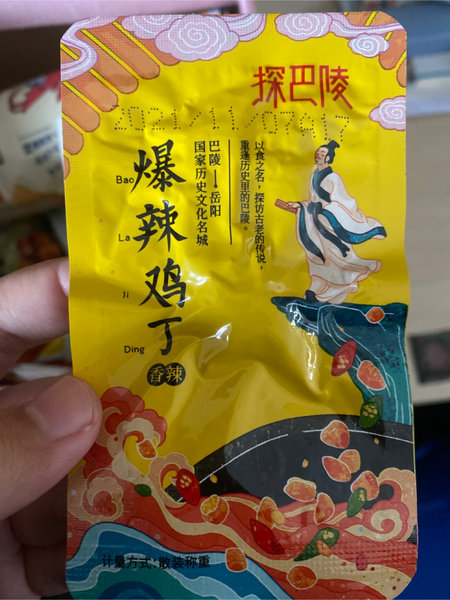 探巴陵
2021/11/07
以食之名，探访古老的传说，
重逢历史里的巴陵。
巴陵——岳阳
国家历史文化名城
爆辣鸡丁
Bao
La
Ji
Ding
香辣
计量方式：散装称重